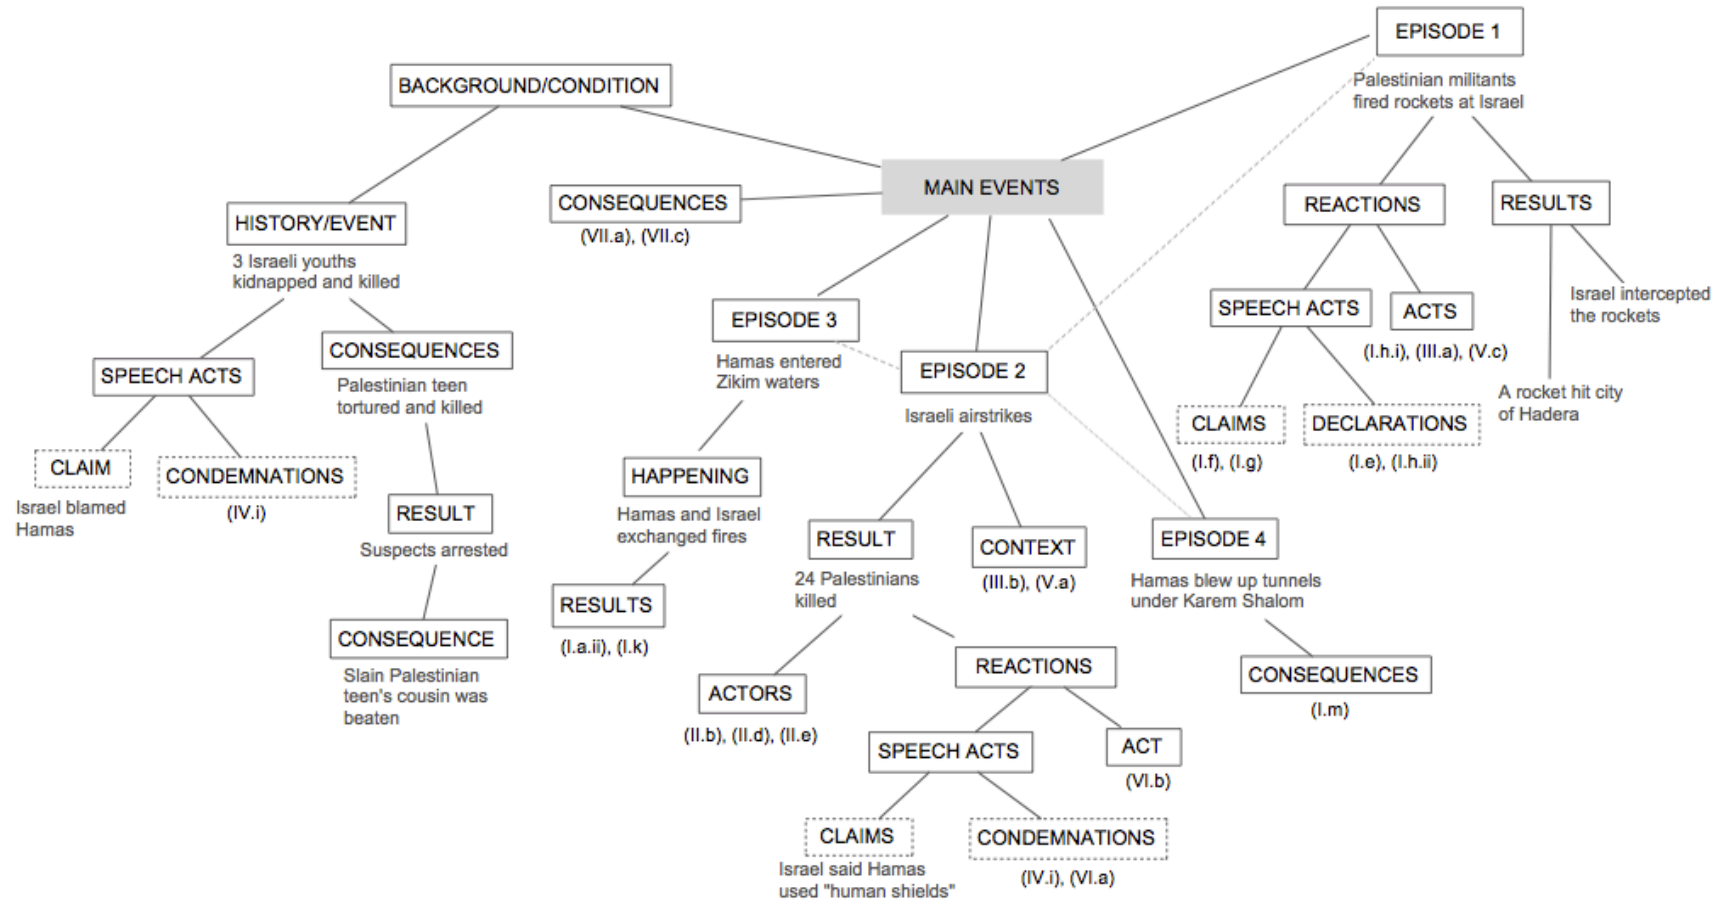 EPISODE 1
Palestinian militants
fired rockets at Israel
BACKGROUND/CONDITION
MAIN EVENTS
CONSEQUENCES
(VII.a), (VII.c)
REACTIONS
RESULTS
HISTORY/EVENT
3 Israeli youths
kidnapped and killed
SPEECH ACTS
ACTS
(I.h.i), (III.a), (V.c)
Israel intercepted
the rockets
EPISODE 3
Hamas entered
Zikim waters
EPISODE 2
Israeli airstrikes
SPEECH ACTS
CONSEQUENCES
Palestinian teen
tortured and killed
A rocket hit city
of Hadera
CLAIMS
(I.f), (I.g)
DECLARATIONS
(I.e), (I.h.ii)
CLAIM
Israel blamed
Hamas
CONDEMNATIONS
(IV.i)
HAPPENING
Hamas and Israel
exchanged fires
RESULT
Suspects arrested
RESULT
24 Palestinians
killed
CONTEXT
(III.b), (V.a)
EPISODE 4
Hamas blew up tunnels
under Karem Shalom
RESULTS
(I.a.ii), (I.k)
CONSEQUENCE
Slain Palestinian
teen's cousin was
beaten
ACTORS
(II.b), (II.d), (II.e)
REACTIONS
CONSEQUENCES
(I.m)
SPEECH ACTS
ACT
(VI.b)
CLAIMS
Israel said Hamas
used "human shields"
CONDEMNATIONS
(IV.i), (VI.a)